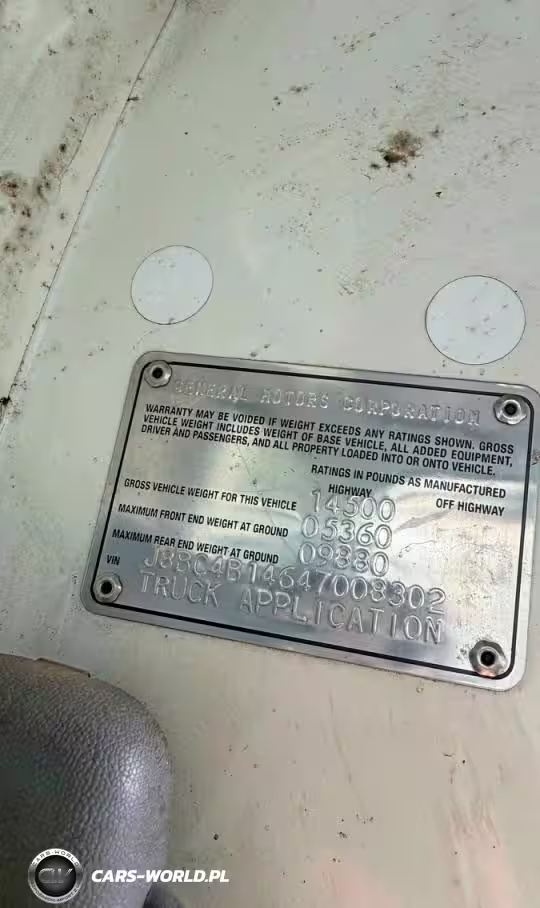 GENERAL MOTORS CORPORATION
WARRANTY MAY BE VOIDED IF WEIGHT EXCEEDS ANY RATINGS SHOWN. GROSS
VEHICLE WEIGHT INCLUDES WEIGHT OF BASE VEHICLE, ALL ADDED EQUIPMENT,
DRIVER AND PASSENGERS, AND ALL PROPERTY LOADED INTO OR ONTO VEHICLE.
RATINGS IN POUNDS AS MANUFACTURED
HIGHWAY OFF HIGHWAY
GROSS VEHICLE WEIGHT FOR THIS VEHICLE 14500
MAXIMUM FRONT END WEIGHT AT GROUND 05360
MAXIMUM REAR END WEIGHT AT GROUND 09880
VIN J8BC4B14647008302
TRUCK APPLICATION
CARS-WORLD
CW
CARS-WORLD.PL